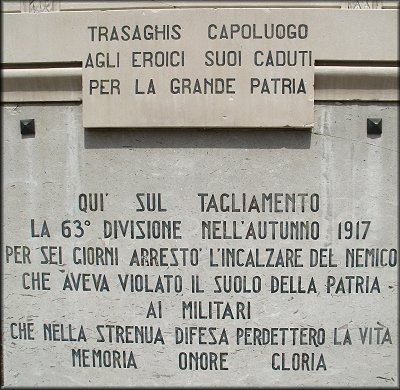 TRASAGHIS CAPOLUOGO
AGLI EROICI SUOI CADUTI
PER LA GRANDE PATRIA
QUI' SUL TAGLIAMENTO
LA 63° DIVISIONE NELL'AUTUNNO 1917
PER SEI GIORNI ARRESTO' L'INCALZARE DEL NEMICO
CHE AVEVA VIOLATO IL SUOLO DELLA PATRIA
AI MILITARI
CHE NELLA STRENUA DIFESA PERDETTERO LA VITA
MEMORIA ONORE GLORIA